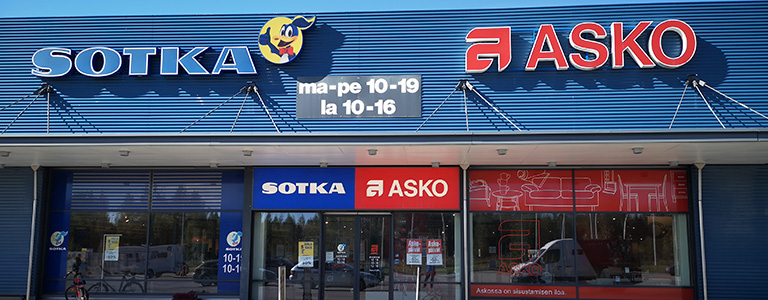 SOTKA
ASKO
ma-pe 10-19
la 10-16
SOTKA
ASKO
10-19
10-16
Askossa on sisustamisen iloa.